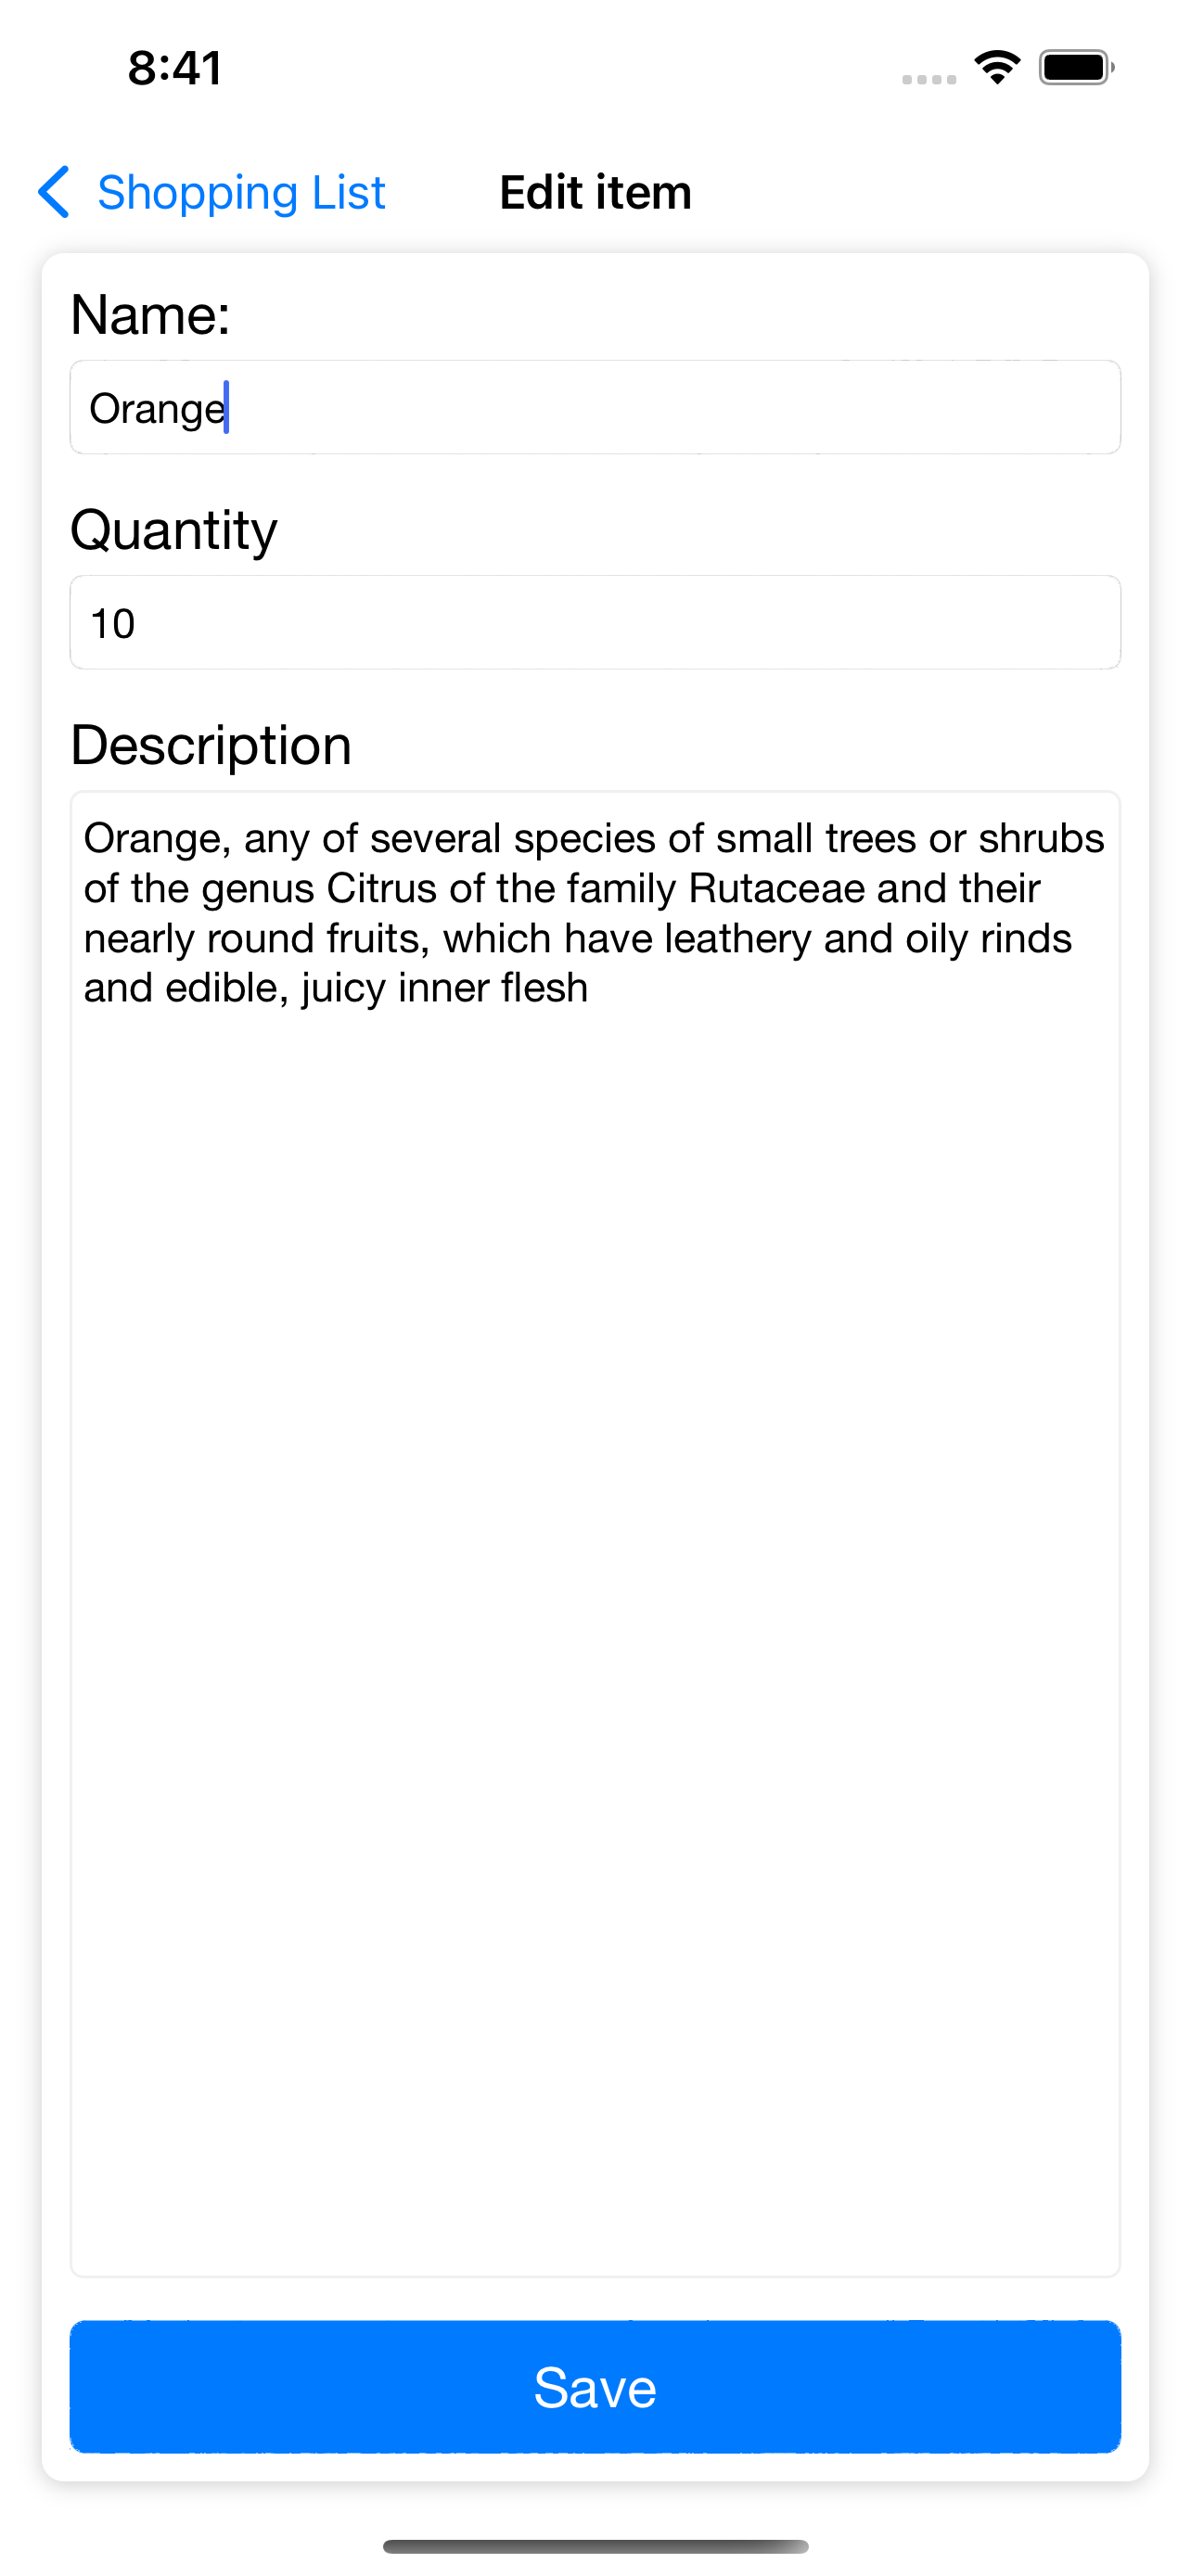 8:41
Shopping List
Edit item
Name:
Orange
Quantity
10
Description
Orange, any of several species of small trees or shrubs
of the genus Citrus of the family Rutaceae and their
nearly round fruits, which have leathery and oily rinds
and edible, juicy inner flesh
Save